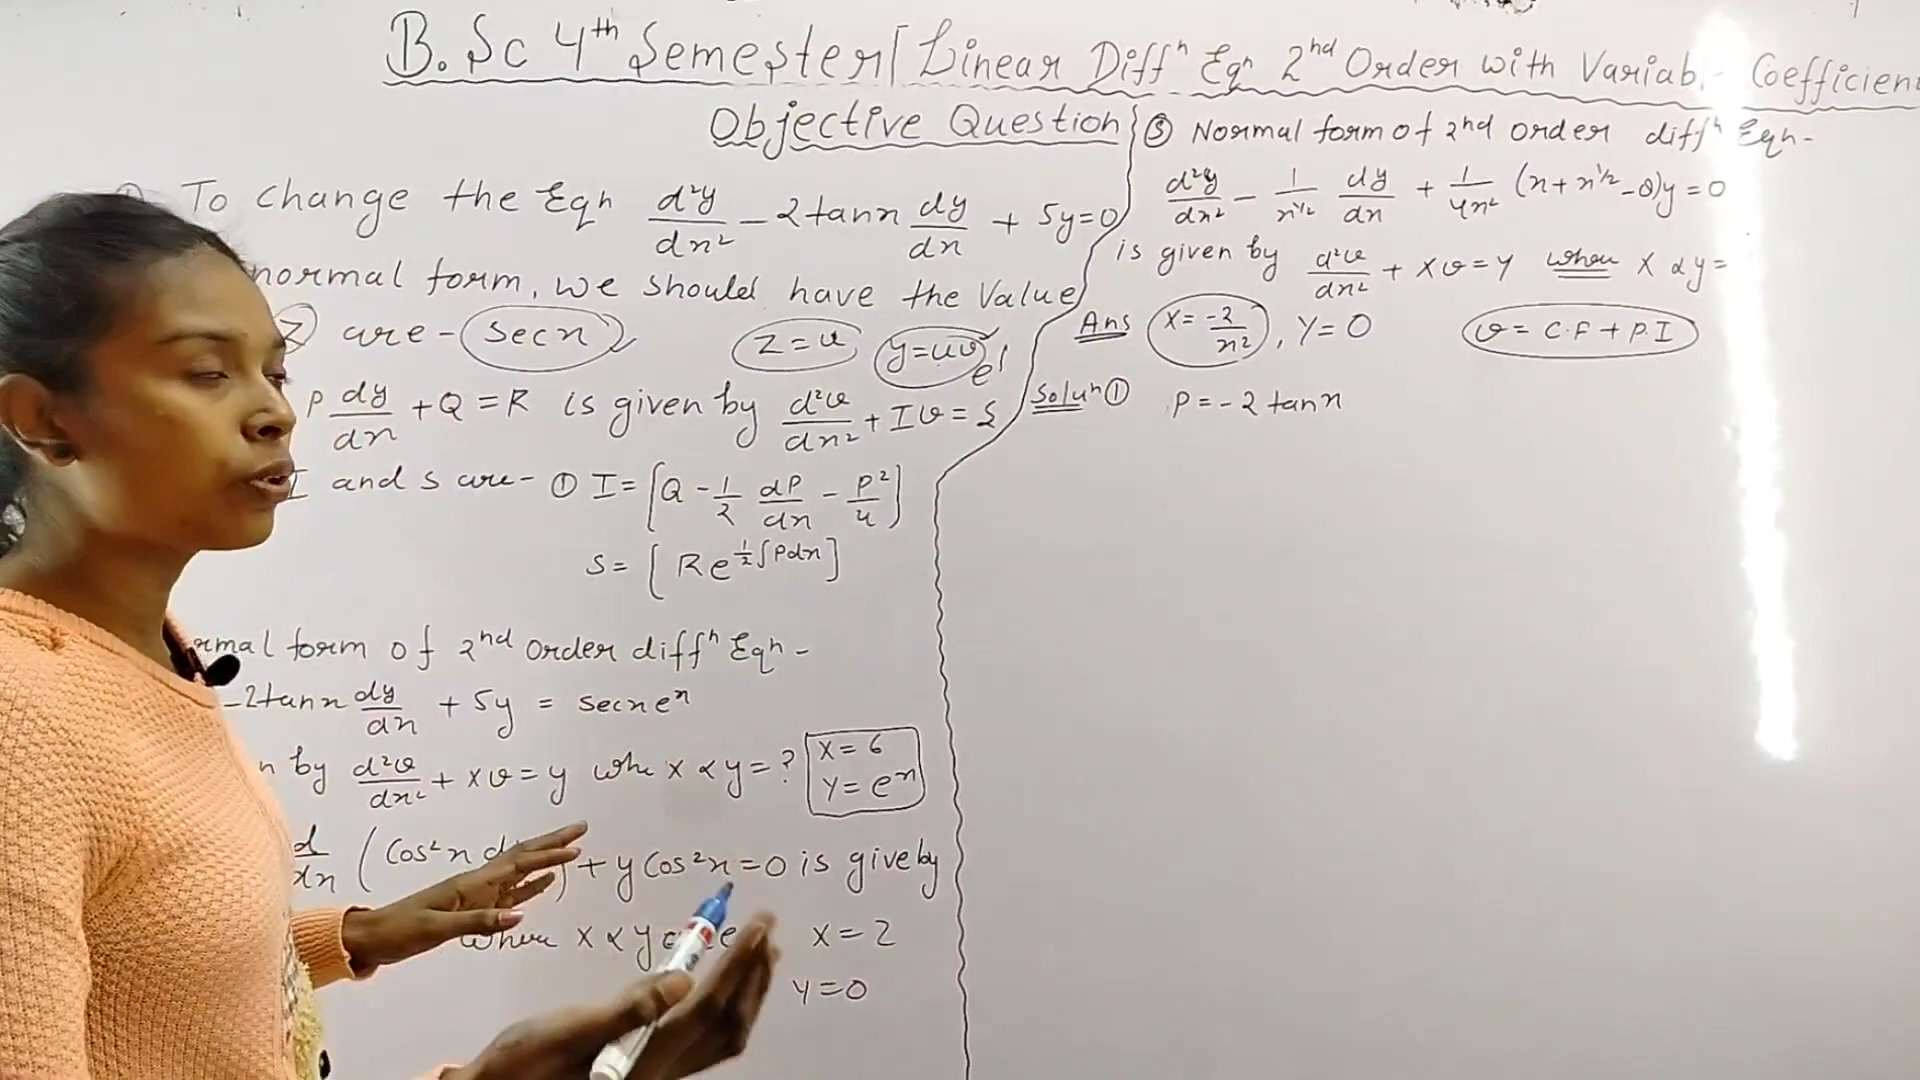 B.Sc 4th Semester | Linear Diffn Eqn 2nd Order with Variabl- Coefficient
Objective Question
To change the Eqn d²y/dx² - 2tanx dy/dx + 5y=0
normal form, we should have the Value
Z are - secx Z = u y = uv e
P dy/dx + Q = R is given by d²v/dx² + Iv = S
I and S are - ① I = [Q - 1/2 dP/dx - P²/4]
S = [Re^{1/2∫Pdx}]
rmal form of 2nd Order diffn Eqn -
-2tanx dy/dx + 5y = secx e^x
n by d²v/dx² + Xv = y whe X & y = ? X = 6
Y = e^x
d/dx (Cos²x d ) + y Cos²x = 0 is give by
where X & y X = 2
Y = 0
⑤ Normal form of 2nd order diffn Eqn -
d²y/dx² - 1/x^{1/2} dy/dx + 1/4x² (x + x^{1/2} - 8)y = 0
is given by d²v/dx² + Xv = Y when X & y =
Ans X = -2/x², Y = 0 v = C.F + P.I
Solun ① P = -2 tanx